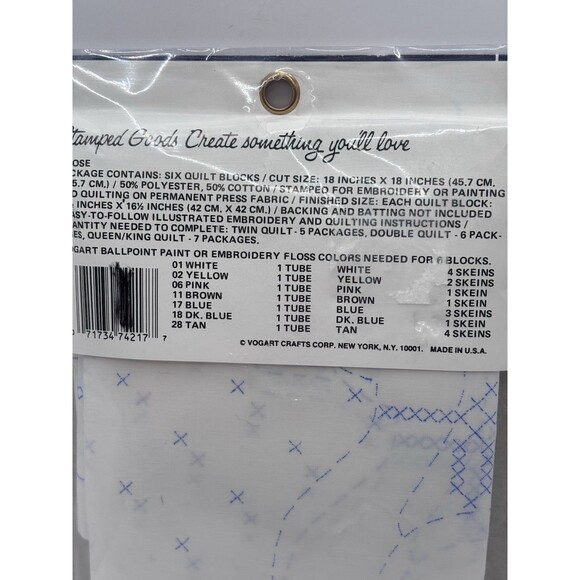 tamped Goods Create something you'll love
OSE
CKAGE CONTAINS: SIX QUILT BLOCKS / CUT SIZE: 18 INCHES X 18 INCHES (45.7 CM.
5.7 CM.) / 50% POLYESTER, 50% COTTON / STAMPED FOR EMBROIDERY OR PAINTING
D QUILTING ON PERMANENT PRESS FABRIC / FINISHED SIZE: EACH QUILT BLOCK:
INCHES X 16½ INCHES (42 CM. X 42 CM.) / BACKING AND BATTING NOT INCLUDED
ASY-TO-FOLLOW ILLUSTRATED EMBROIDERY AND QUILTING INSTRUCTIONS /
ANTITY NEEDED TO COMPLETE: TWIN QUILT - 5 PACKAGES, DOUBLE QUILT - 6 PACK-
ES, QUEEN/KING QUILT - 7 PACKAGES.
OGART BALLPOINT PAINT OR EMBROIDERY FLOSS COLORS NEEDED FOR 6 BLOCKS.
01 WHITE 1 TUBE WHITE 4 SKEINS
02 YELLOW 1 TUBE YELLOW 2 SKEINS
06 PINK 1 TUBE PINK 1 SKEIN
11 BROWN 1 TUBE BROWN 1 SKEIN
17 BLUE 1 TUBE BLUE 3 SKEINS
18 DK. BLUE 1 TUBE DK. BLUE 1 SKEIN
28 TAN 1 TUBE TAN 4 SKEINS
0 71734 74217 7
© VOGART CRAFTS CORP. NEW YORK, N.Y. 10001. MADE IN U.S.A.